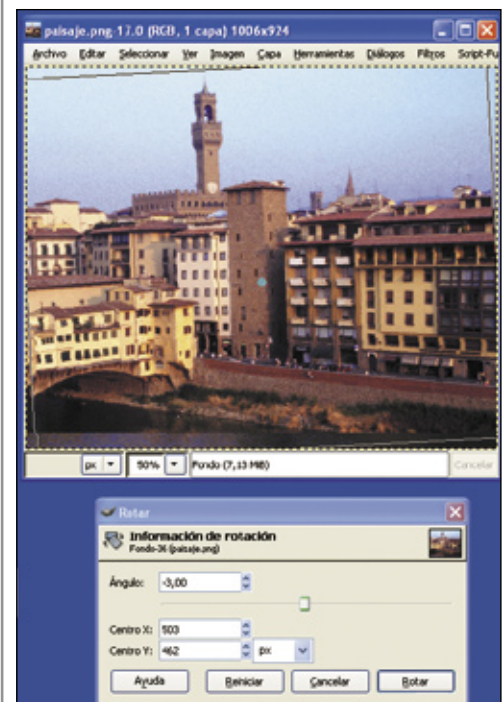 paisaje.png-17.0 (RGB, 1 capa) 1006x924
Archivo Editar Seleccionar Ver Imagen Capa Herramientas Diálogos Filtros Script-Fu
px 50% Fondo (7,13 MiB) Cancelar
Rotar
Información de rotación
Fondo-36 (paisaje.png)
Ángulo: -3,00
Centro X: 503
Centro Y: 462 px
Ayuda Reiniciar Cancelar Rotar